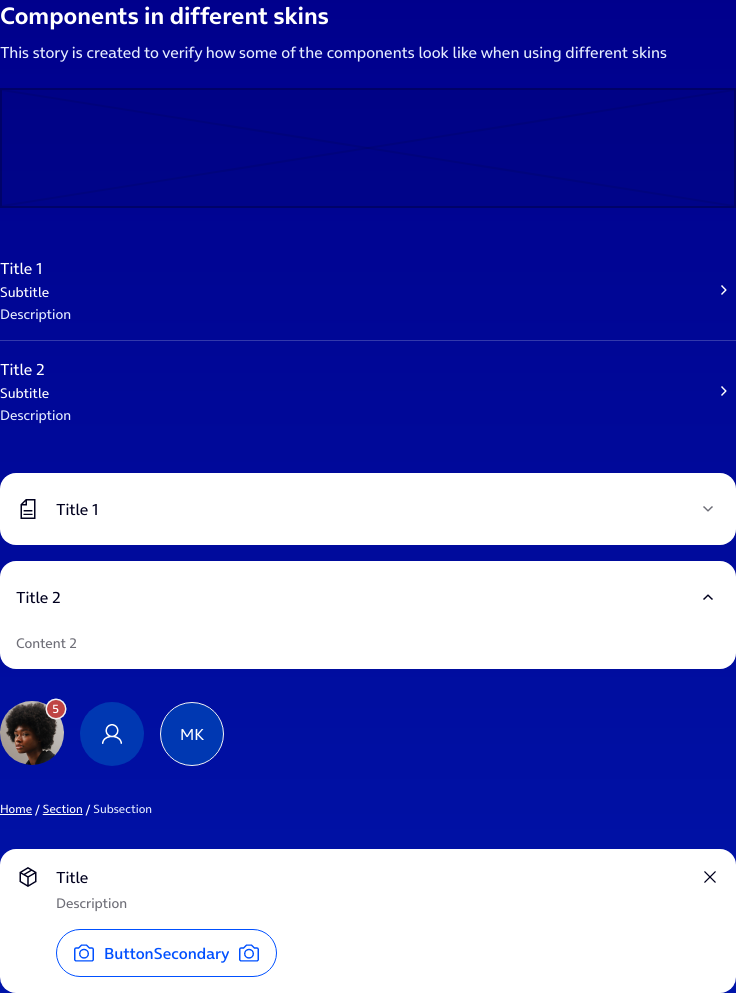 Components in different skins
This story is created to verify how some of the components look like when using different skins
Title 1
Subtitle
Description
Title 2
Subtitle
Description
Title 1
Title 2
Content 2
5
MK
Home / Section / Subsection
Title
Description
ButtonSecondary